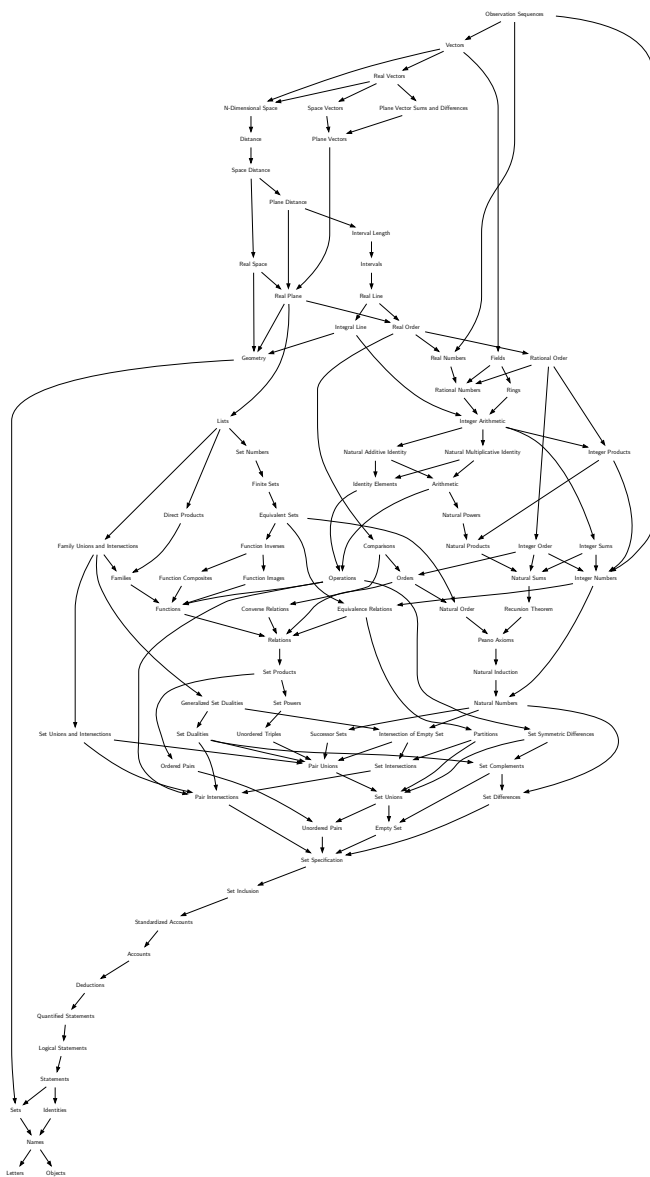 Observation Sequences
Vectors
Real Vectors
N-Dimensional Space Space Vectors Plane Vector Sums and Differences
Distance Plane Vectors
Space Distance
Plane Distance
Interval Length
Real Space Intervals
Real Plane Real Line
Integral Line Real Order
Geometry Real Numbers Fields Rational Order
Rational Numbers Rings
Lists Integer Arithmetic
Set Numbers Natural Additive Identity Natural Multiplicative Identity Integer Products
Finite Sets Identity Elements Arithmetic
Direct Products Equivalent Sets Natural Powers
Family Unions and Intersections Function Inverses Comparisons Natural Products Integer Order Integer Sums
Families Function Composites Function Images Operations Orders Natural Sums Integer Numbers
Functions Converse Relations Equivalence Relations Natural Order Recursion Theorem
Relations Peano Axioms
Set Products Natural Induction
Generalized Set Dualities Set Powers Natural Numbers
Set Unions and Intersections Set Dualities Unordered Triples Successor Sets Intersection of Empty Set Partitions Set Symmetric Differences
Ordered Pairs Pair Unions Set Intersections Set Complements
Pair Intersections Set Unions Set Differences
Unordered Pairs Empty Set
Set Specification
Set Inclusion
Standardized Accounts
Accounts
Deductions
Quantified Statements
Logical Statements
Statements
Sets Identities
Names
Letters Objects